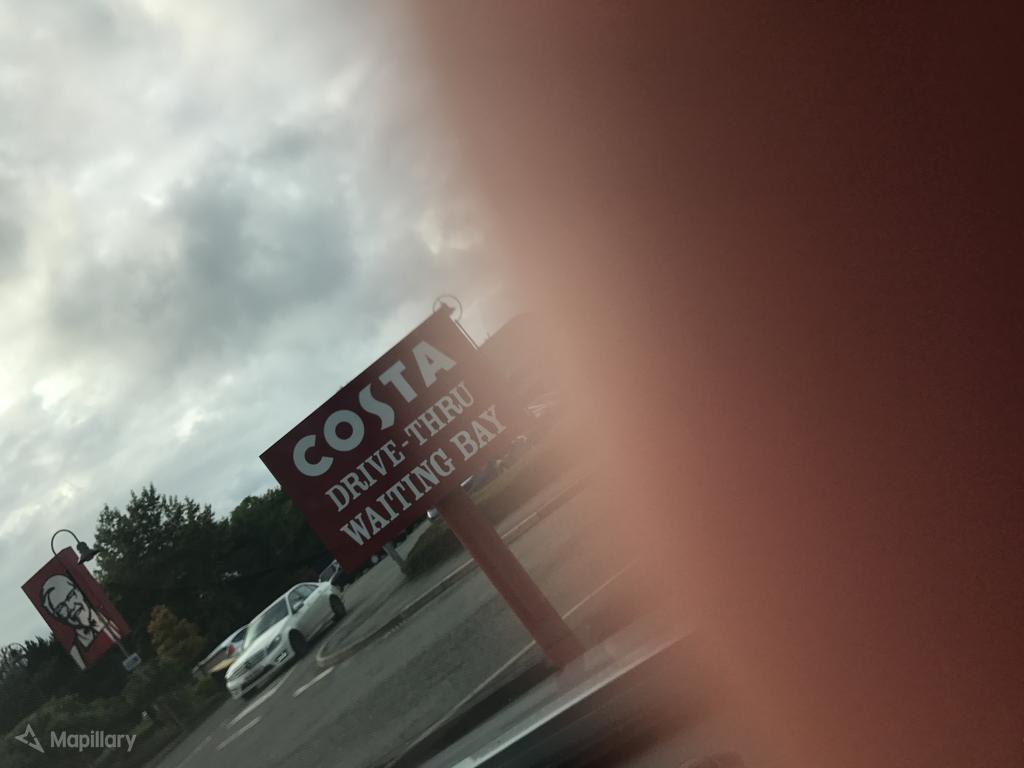 COSTA
DRIVE-THRU
WAITING BAY
Mapillary